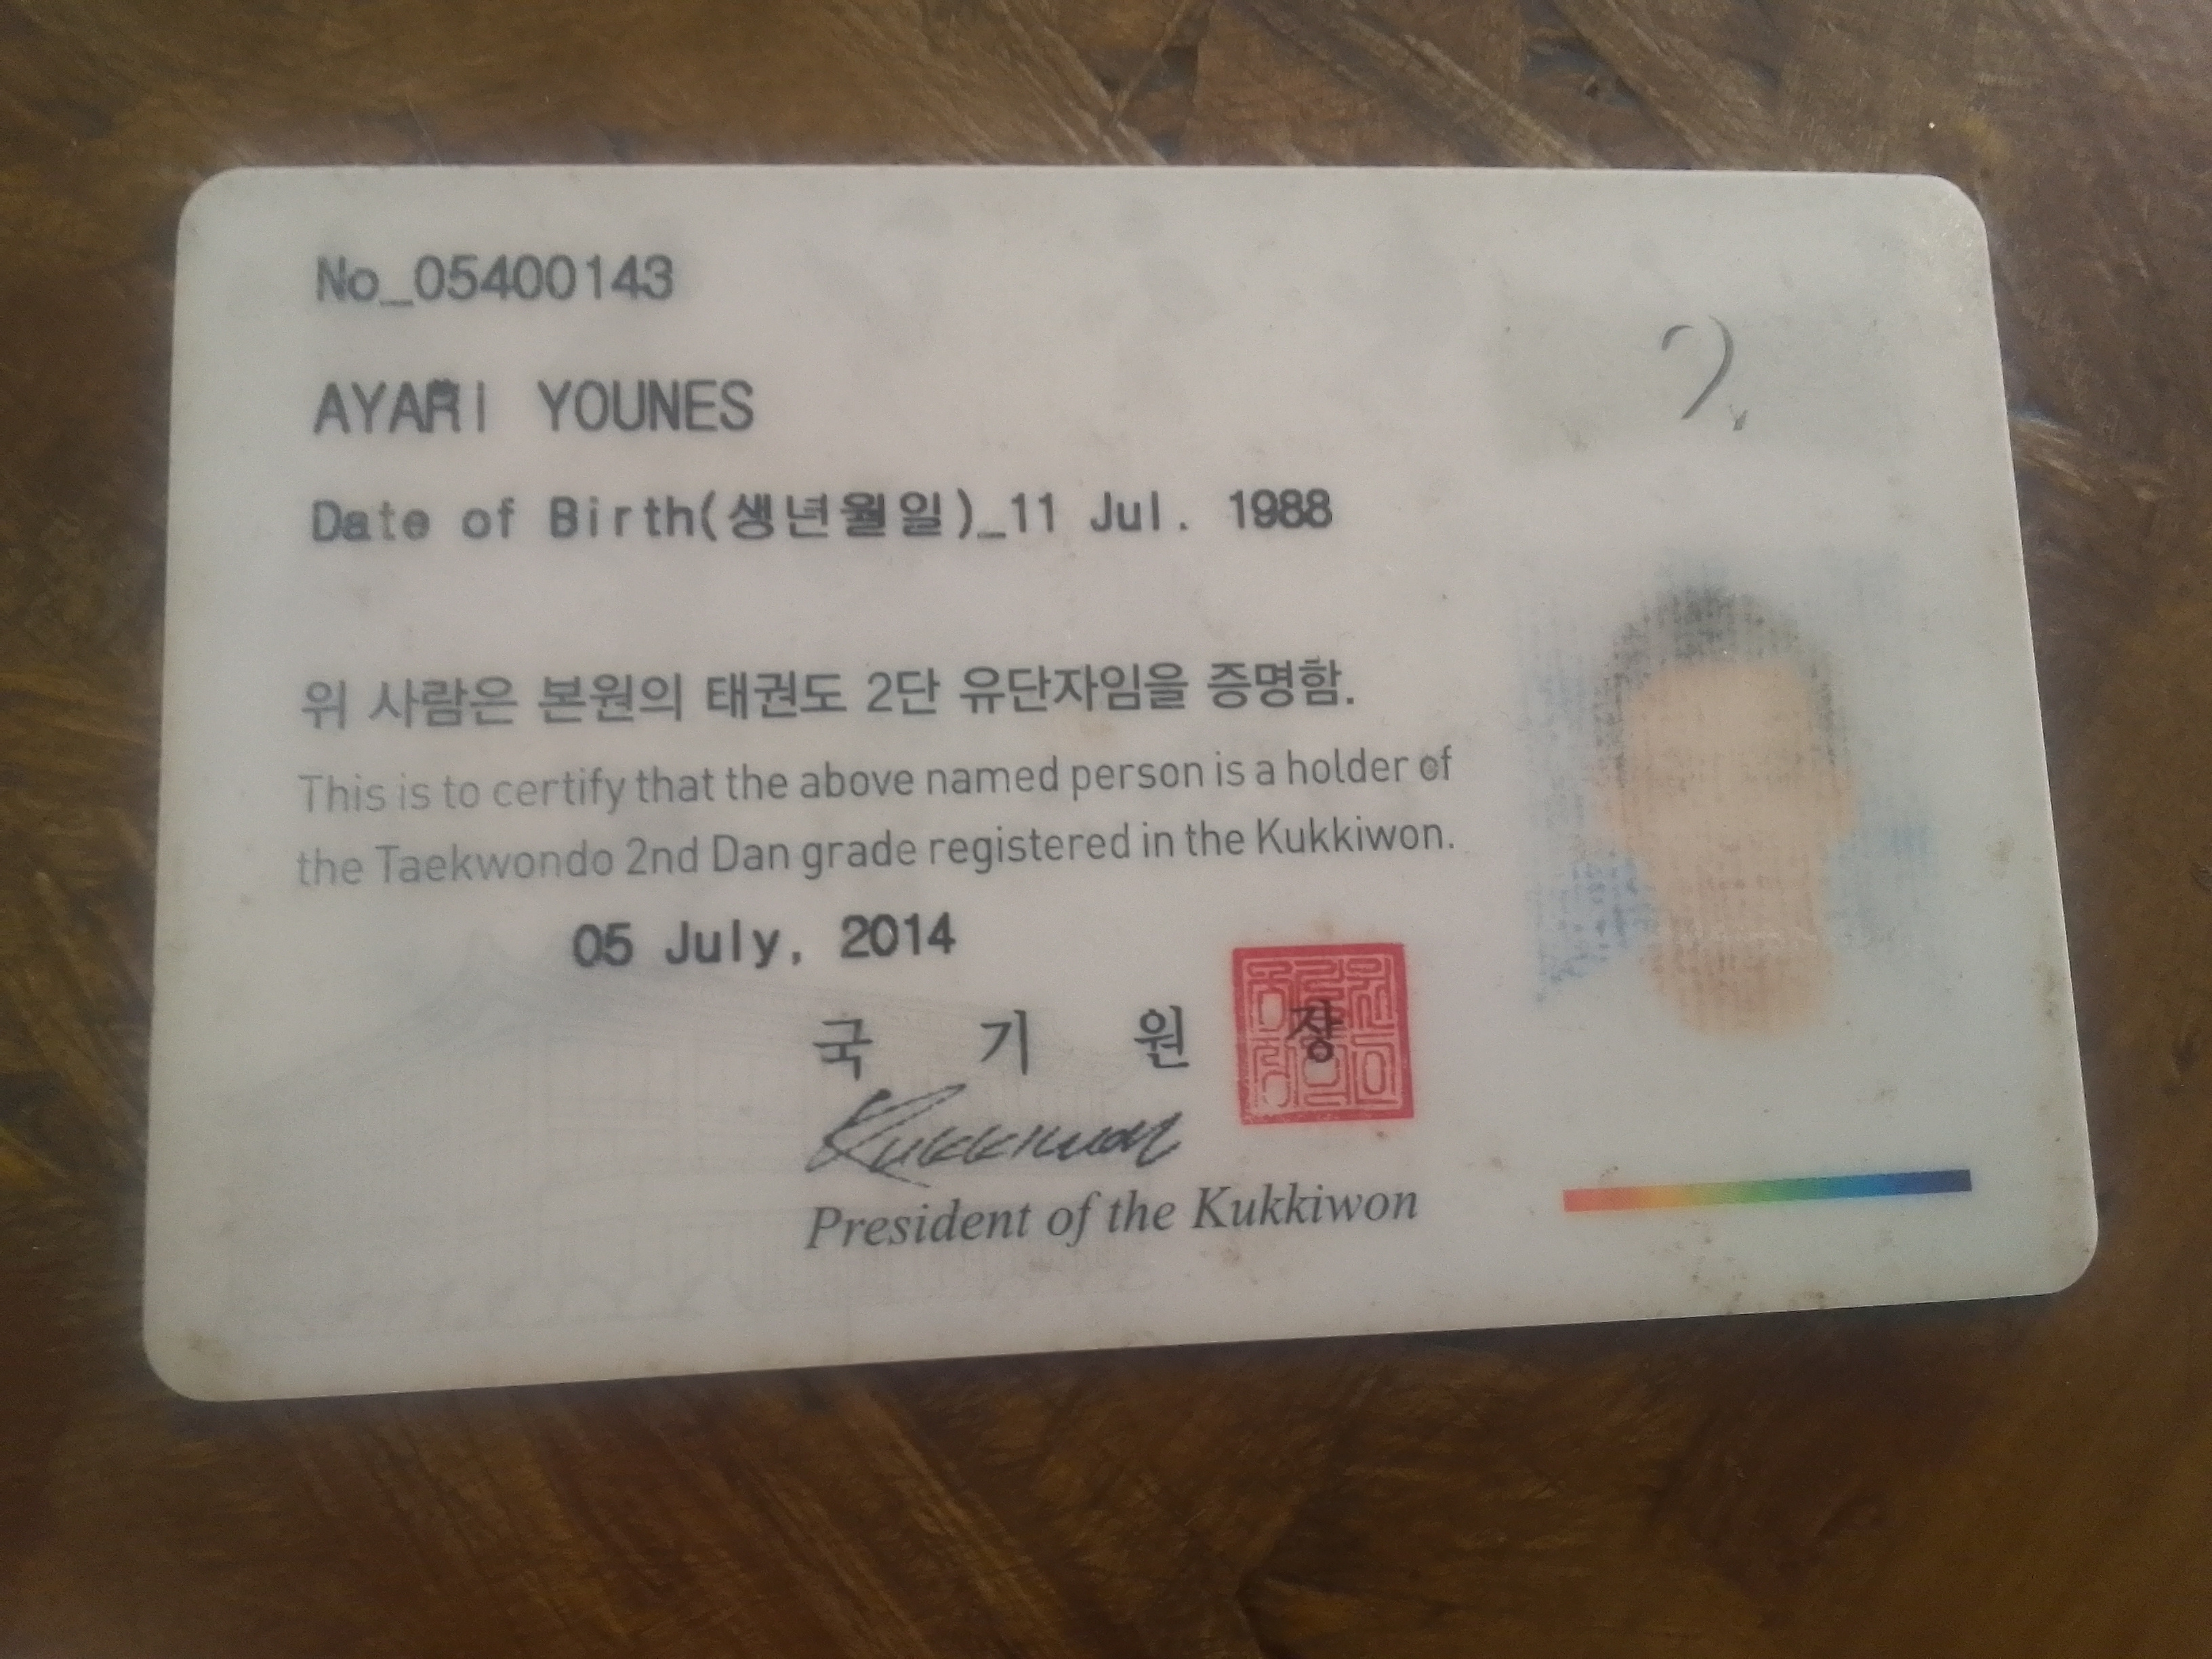 No_05400143
AYARI YOUNES
Date of Birth(생년월일)_11 Jul. 1988
위 사람은 본원의 태권도 2단 유단자임을 증명함.
This is to certify that the above named person is a holder of
the Taekwondo 2nd Dan grade registered in the Kukkiwon.
05 July, 2014
국 기 원 장
Kukkiwon
President of the Kukkiwon